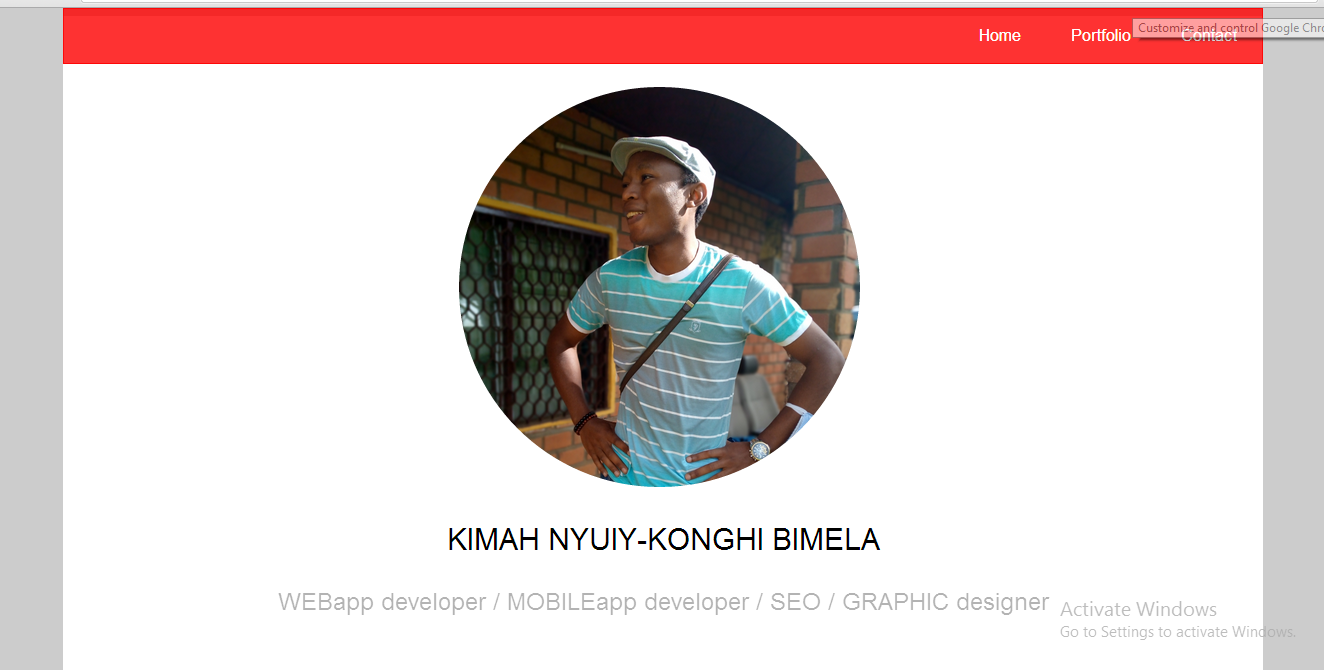 Home Portfolio Contact
Customize and control Google Chro
KIMAH NYUIY-KONGHI BIMELA
WEBapp developer / MOBILEapp developer / SEO / GRAPHIC designer
Activate Windows
Go to Settings to activate Windows.